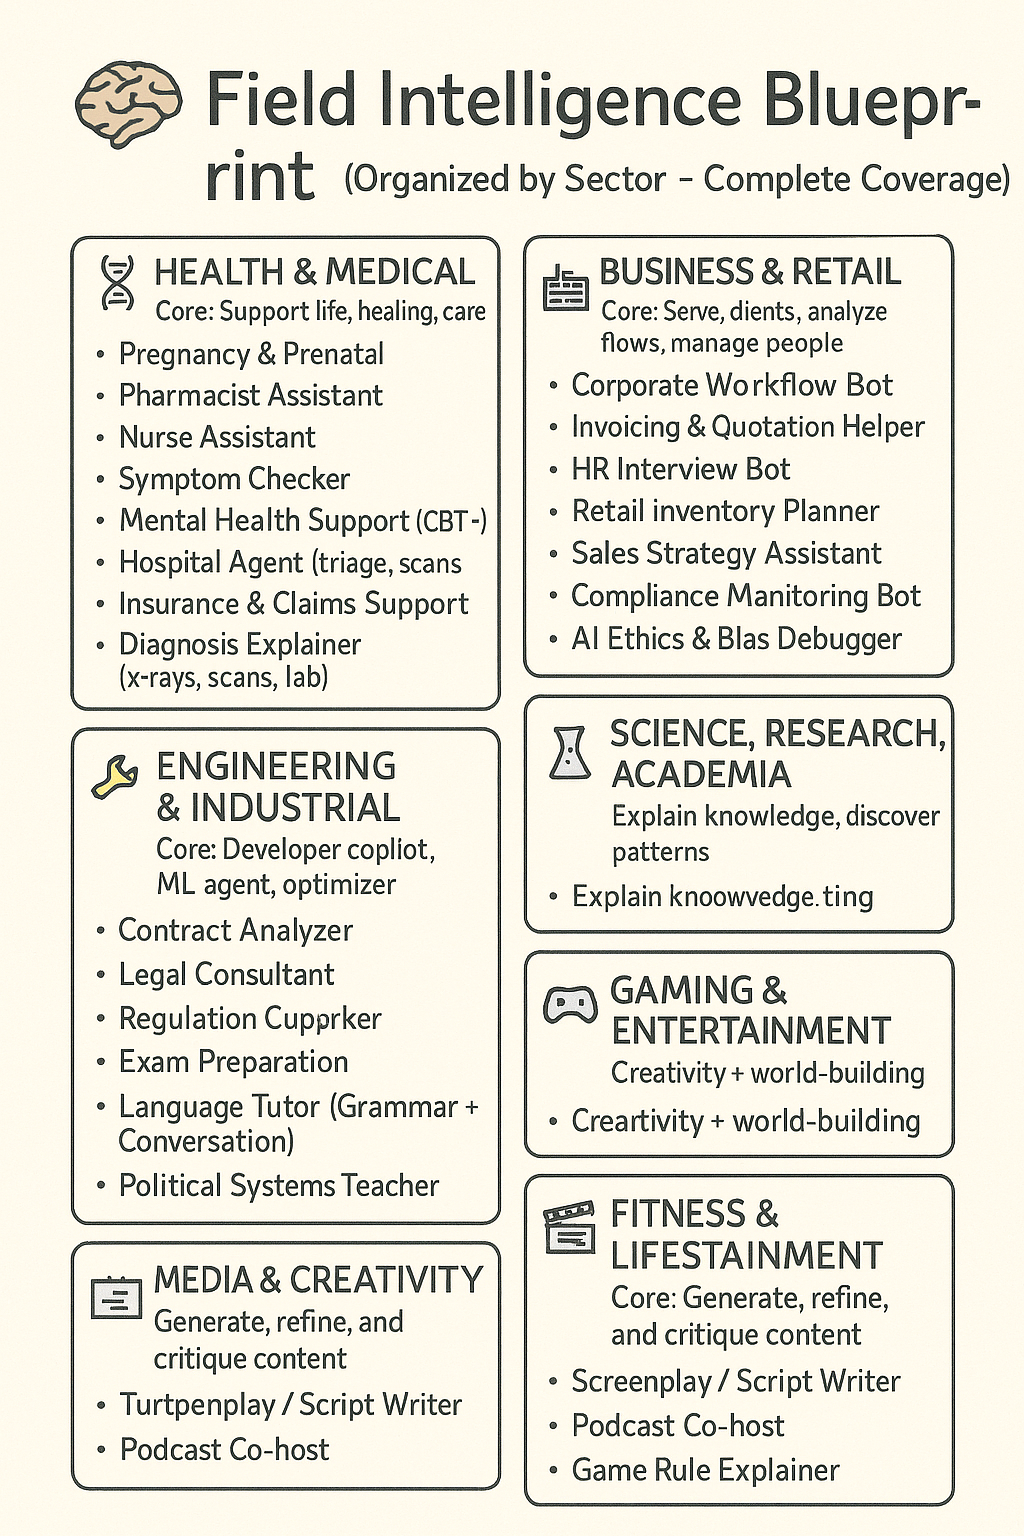 Field Intelligence Bluepr-
rint (Organized by Sector – Complete Coverage)
HEALTH & MEDICAL
Core: Support life, healing, care
• Pregnancy & Prenatal
• Pharmacist Assistant
• Nurse Assistant
• Symptom Checker
• Mental Health Support (CBT-)
• Hospital Agent (triage, scans
• Insurance & Claims Support
• Diagnosis Explainer
(x-rays, scans, lab)
ENGINEERING
& INDUSTRIAL
Core: Developer copliot,
ML agent, optimizer
• Contract Analyzer
• Legal Consultant
• Regulation Cupprker
• Exam Preparation
• Language Tutor (Grammar +
Conversation)
• Political Systems Teacher
MEDIA & CREATIVITY
Generate, refine, and
critique content
• Turtpenplay / Script Writer
• Podcast Co-host
BUSINESS & RETAIL
Core: Serve, dients, analyze
flows, manage people
• Corporate Workflow Bot
• Invoicing & Quotation Helper
• HR Interview Bot
• Retail inventory Planner
• Sales Strategy Assistant
• Compliance Manitoring Bot
• AI Ethics & Blas Debugger
SCIENCE, RESEARCH,
ACADEMIA
Explain knowledge, discover
patterns
• Explain knoowvedge.ting
GAMING &
ENTERTAINMENT
Creativity + world-building
• Creartivity + world-building
FITNESS &
LIFESTAINMENT
Core: Generate, refine,
and critique content
• Screenplay / Script Writer
• Podcast Co-host
• Game Rule Explainer